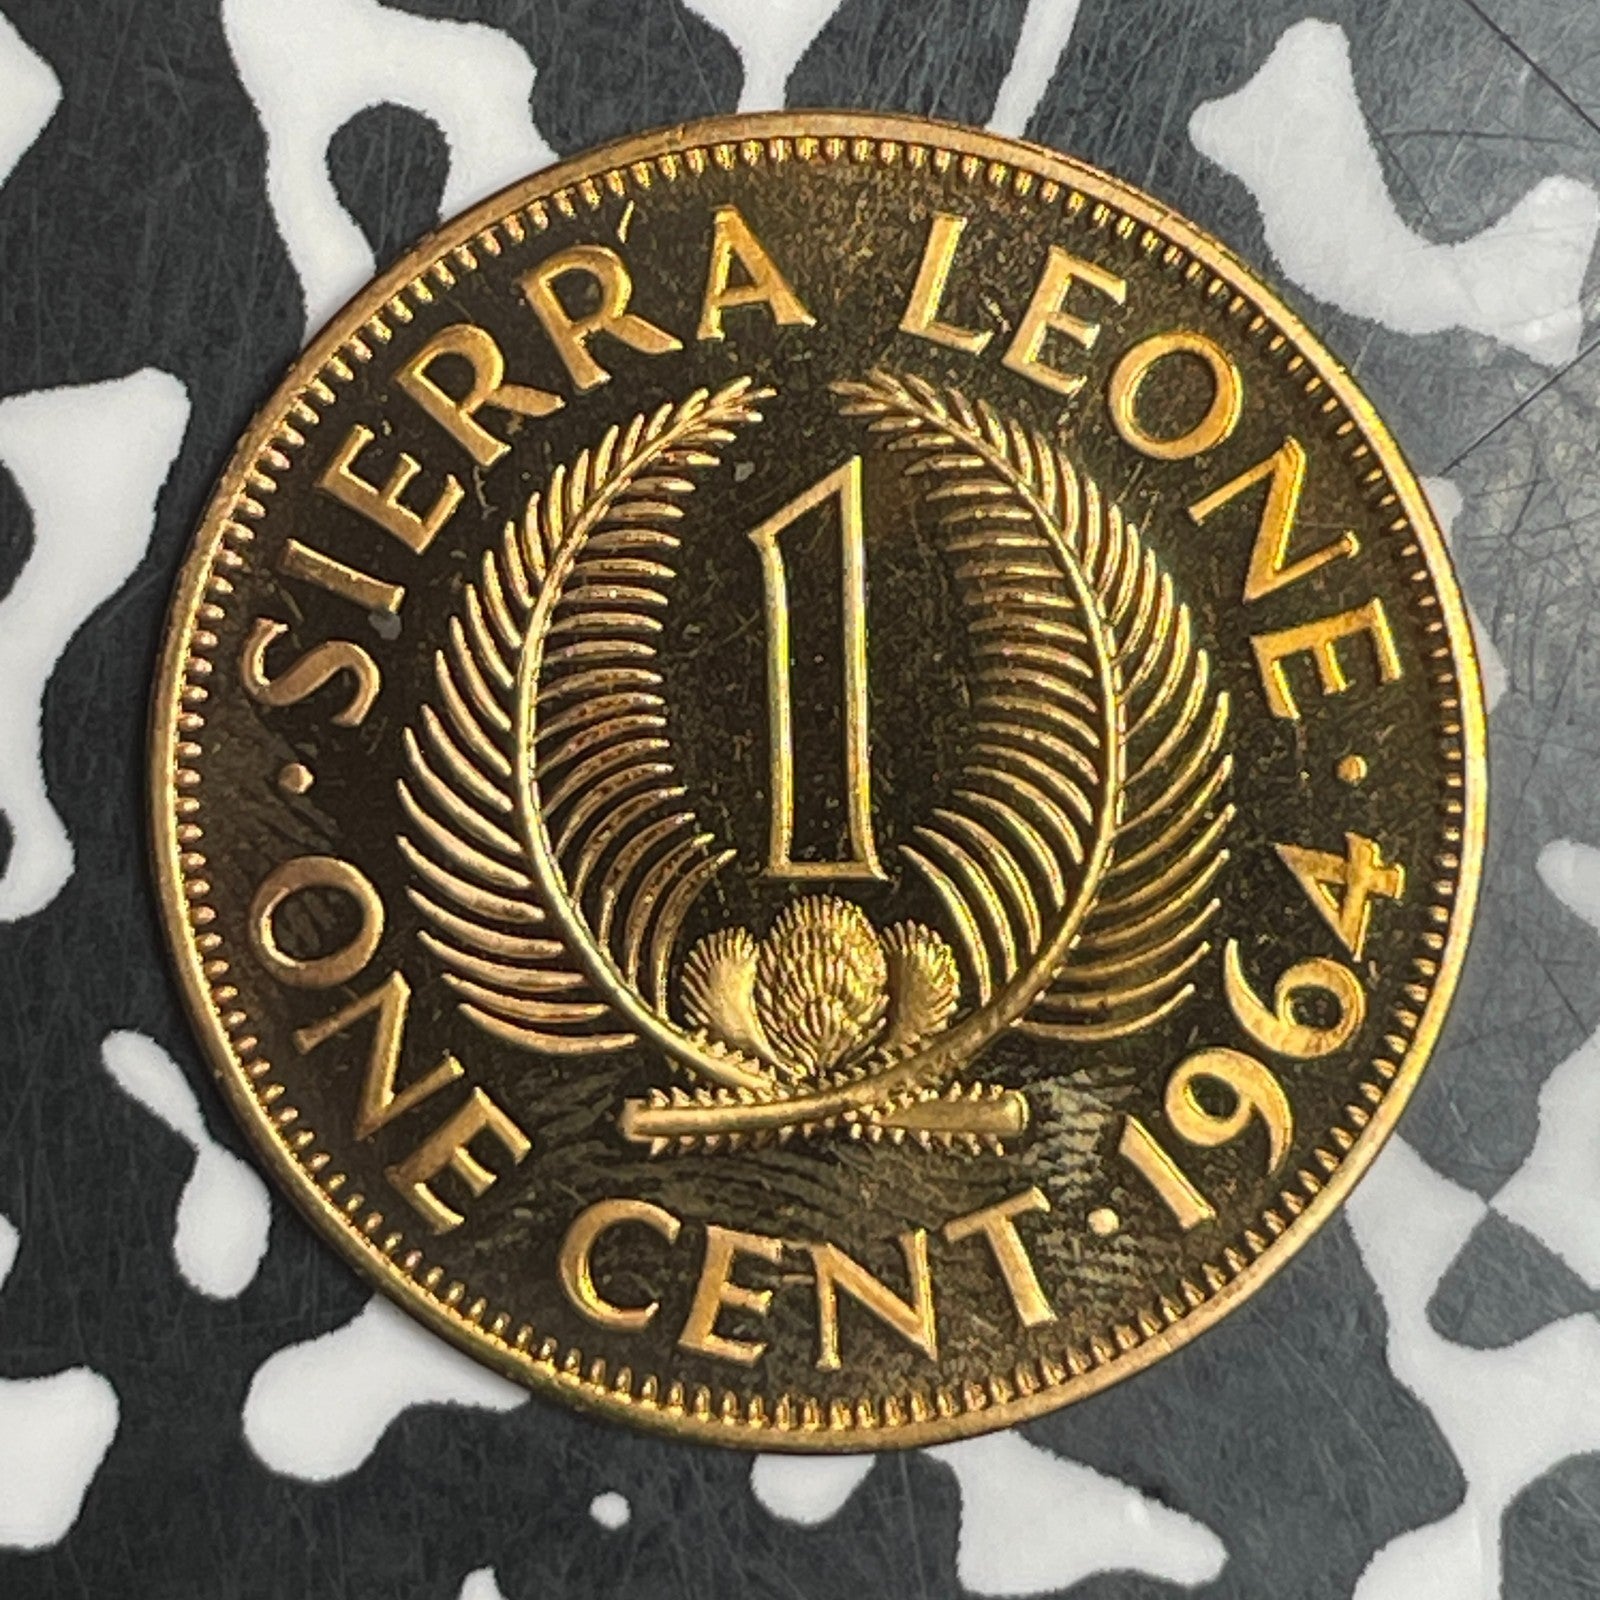 · SIERRA LEONE · 1964 · ONE CENT
1